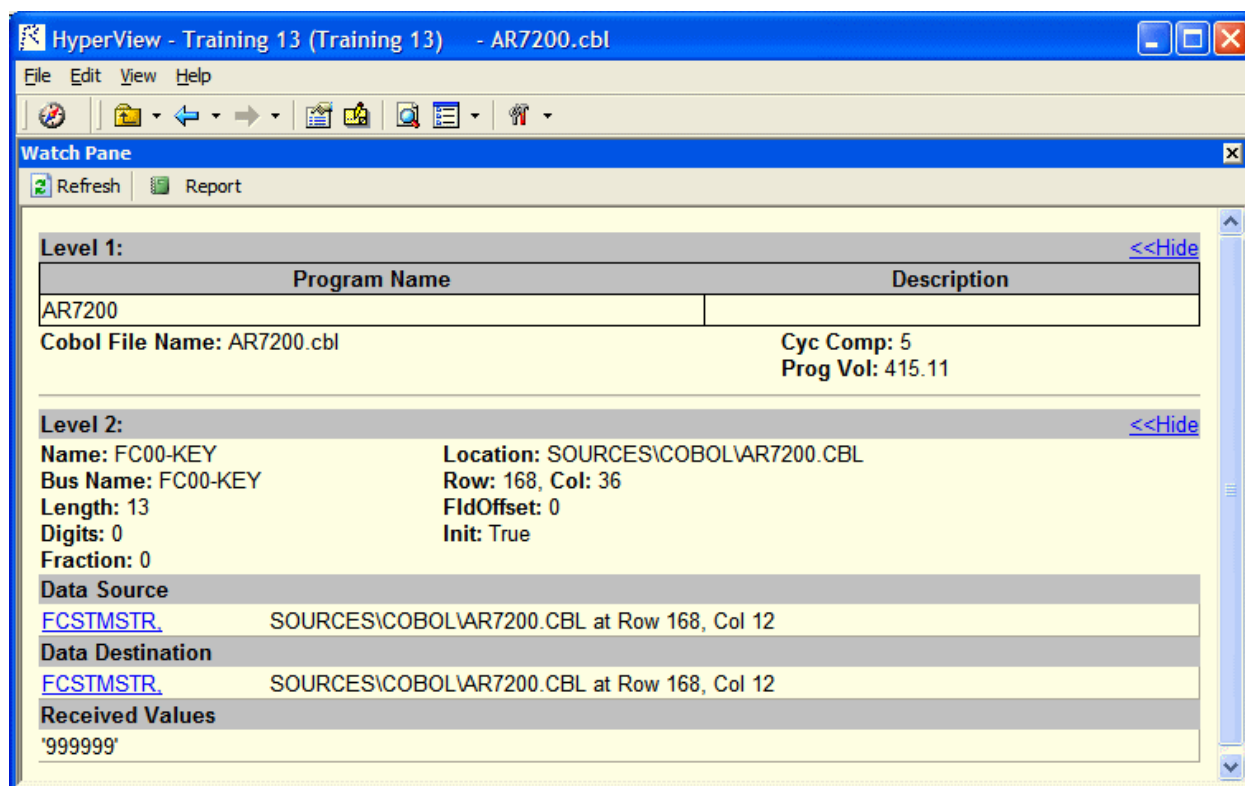 HyperView - Training 13 (Training 13) - AR7200.cbl
File Edit View Help
Watch Pane
Refresh Report
Level 1: <<Hide
Program Name Description
AR7200
Cobol File Name: AR7200.cbl Cyc Comp: 5
Prog Vol: 415.11
Level 2: <<Hide
Name: FC00-KEY Location: SOURCES\COBOL\AR7200.CBL
Bus Name: FC00-KEY Row: 168, Col: 36
Length: 13 FldOffset: 0
Digits: 0 Init: True
Fraction: 0
Data Source
FCSTMSTR, SOURCES\COBOL\AR7200.CBL at Row 168, Col 12
Data Destination
FCSTMSTR, SOURCES\COBOL\AR7200.CBL at Row 168, Col 12
Received Values
'999999'